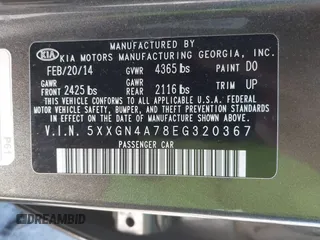 KIA
MANUFACTURED BY
KIA MOTORS MANUFACTURING GEORGIA, INC.
FEB/20/14 GVWR 4365 lbs PAINT D0
GAWR FRONT 2425 lbs GAWR REAR 2116 lbs TRIM UP
THIS VEHICLE CONFORMS TO ALL APPLICABLE
U.S. FEDERAL MOTOR VEHICLE SAFETY,
BUMPER, AND THEFT PREVENTION STANDARDS
IN EFFECT ON THE DATE OF MANUFACTURE
SHOWN ABOVE.
V.I.N. 5XXGN4A78EG320367
PASSENGER CAR